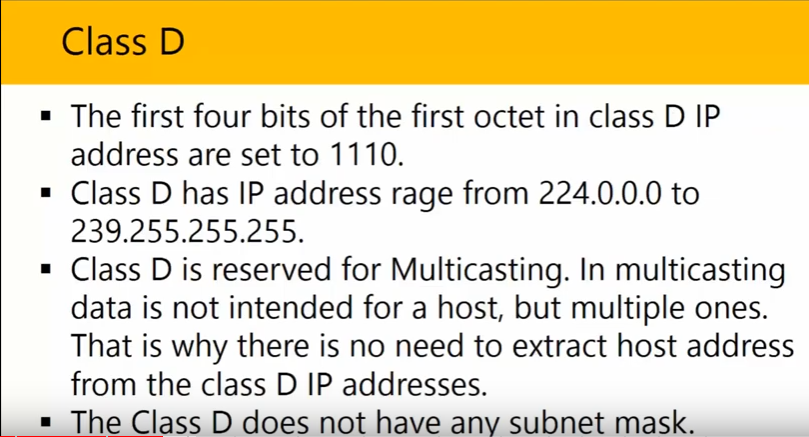 Class D
▪ The first four bits of the first octet in class D IP
address are set to 1110.
▪ Class D has IP address rage from 224.0.0.0 to
239.255.255.255.
▪ Class D is reserved for Multicasting. In multicasting
data is not intended for a host, but multiple ones.
That is why there is no need to extract host address
from the class D IP addresses.
▪ The Class D does not have any subnet mask.